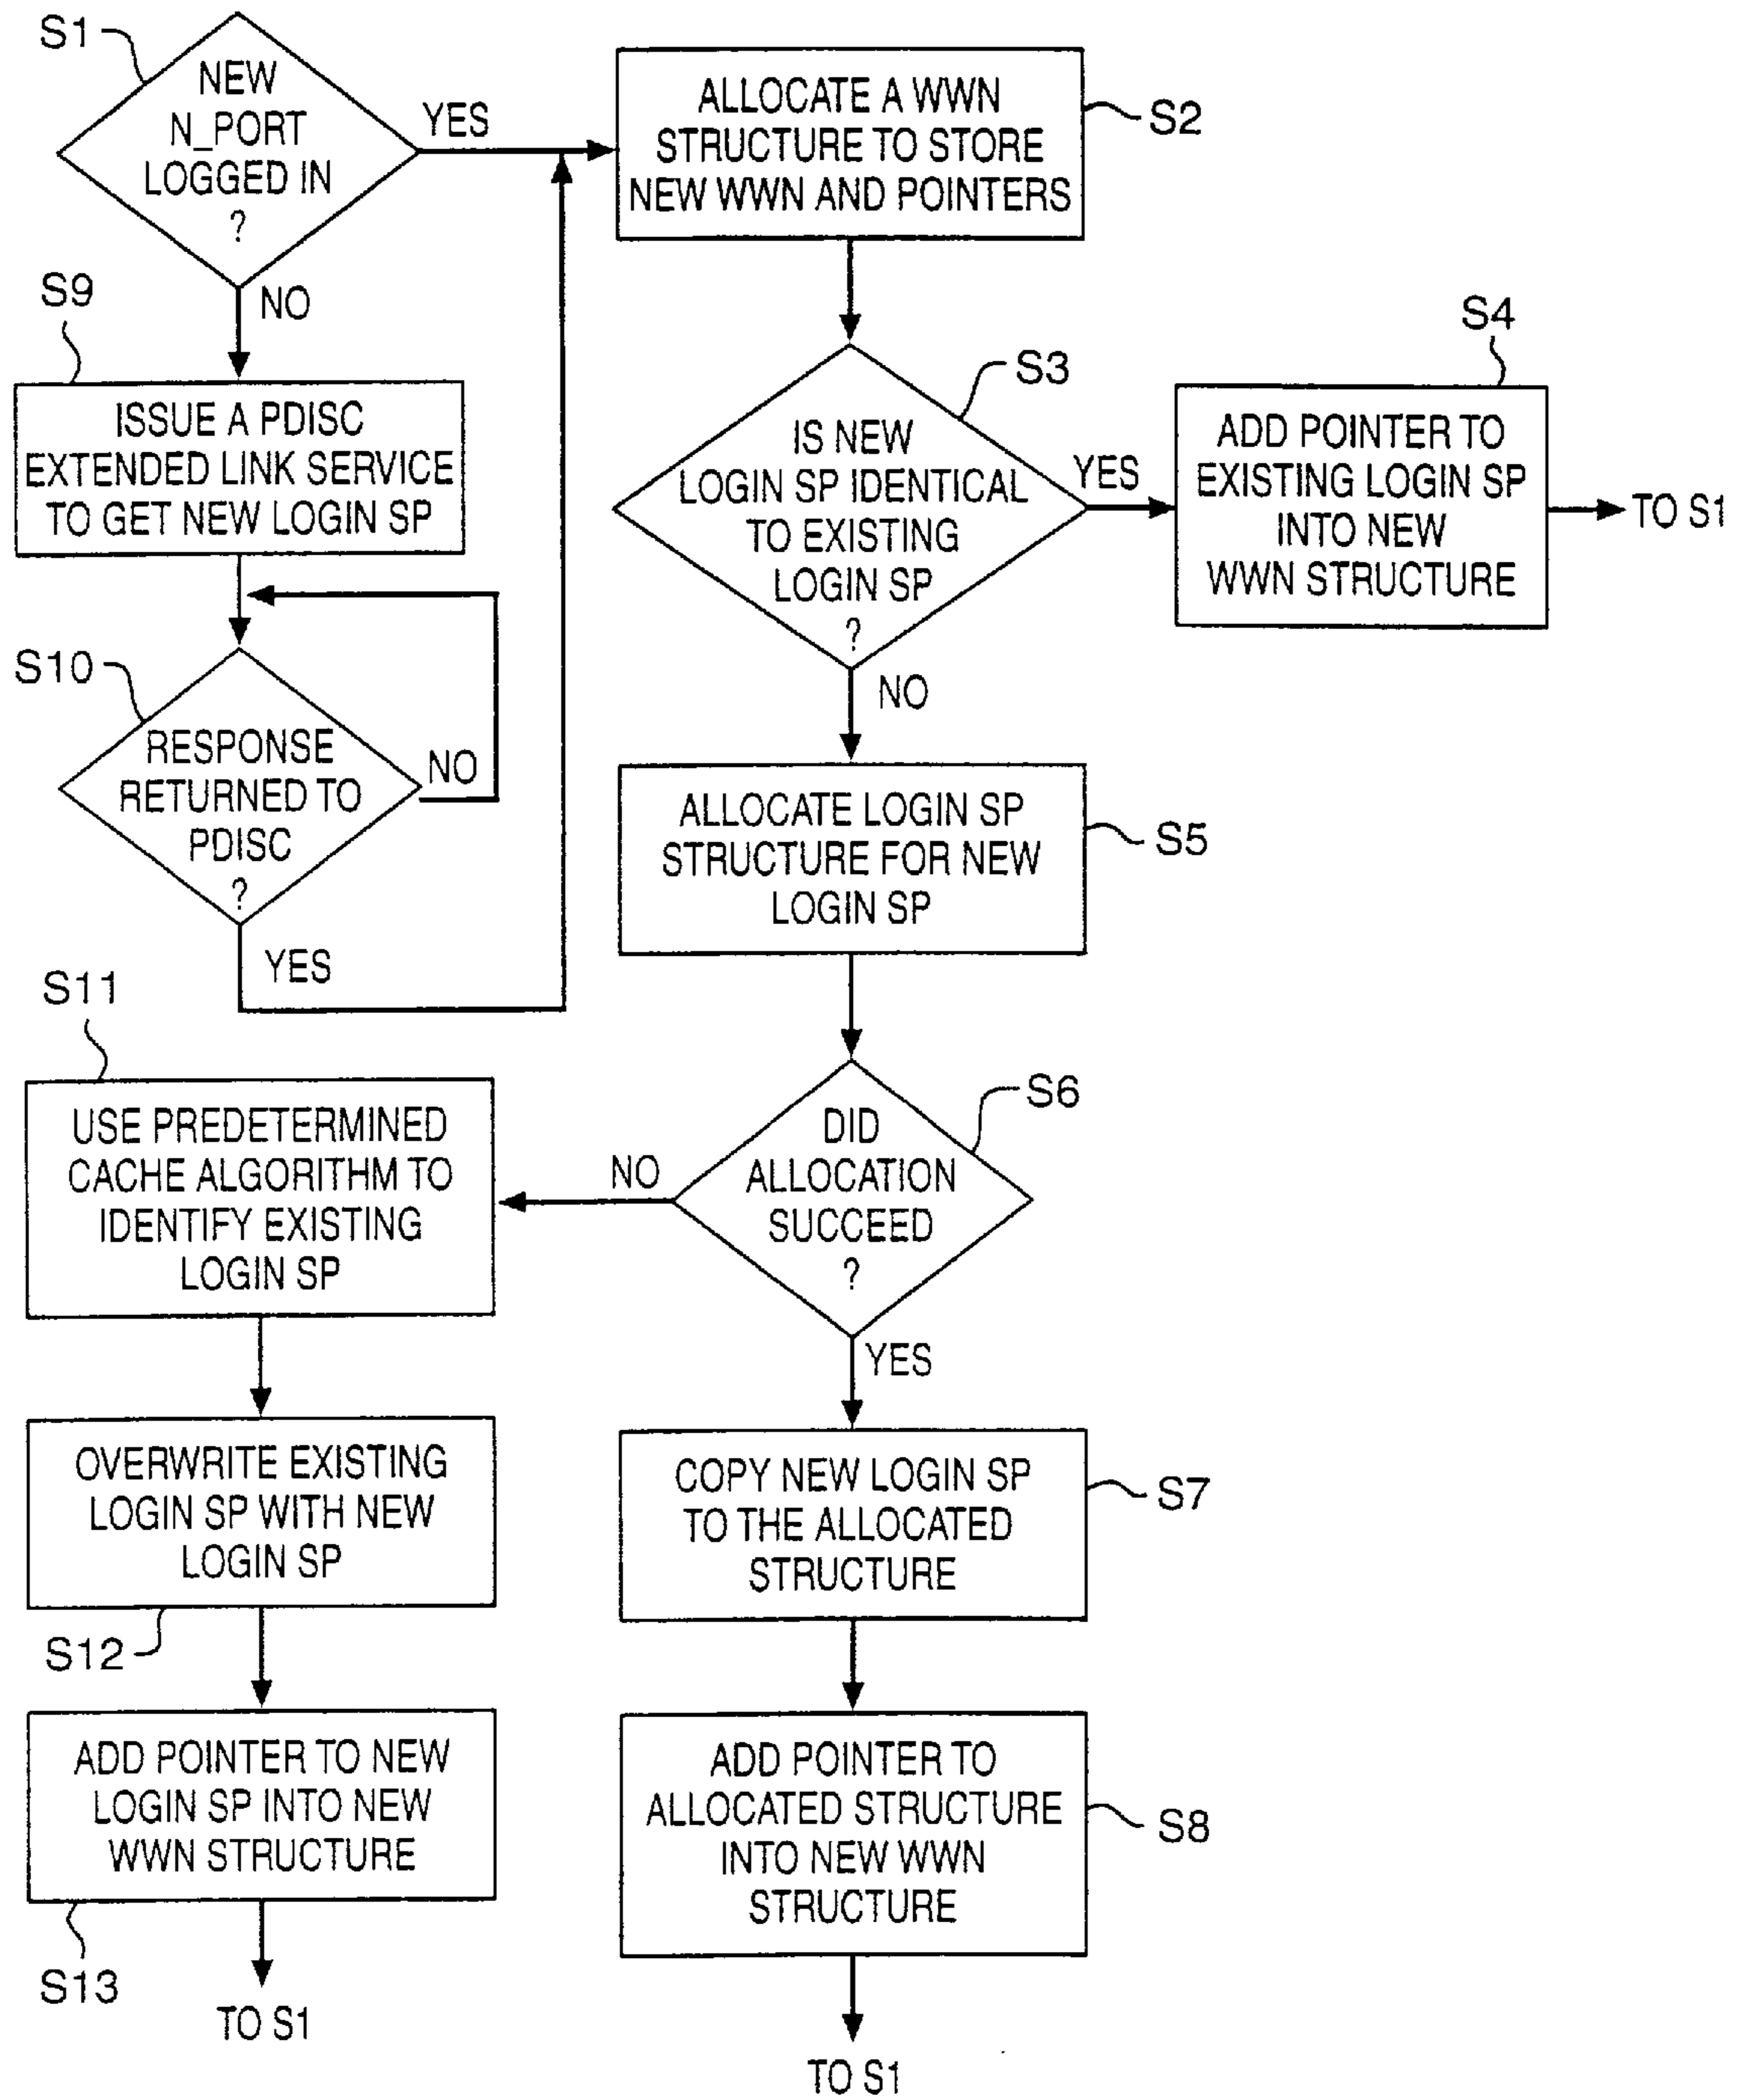 S1
NEW
N_PORT
LOGGED IN
?
YES
NO
ALLOCATE A WWN
STRUCTURE TO STORE
NEW WWN AND POINTERS
S2
S9
ISSUE A PDISC
EXTENDED LINK SERVICE
TO GET NEW LOGIN SP
S3
IS NEW
LOGIN SP IDENTICAL
TO EXISTING
LOGIN SP
?
YES
NO
S4
ADD POINTER TO
EXISTING LOGIN SP
INTO NEW
WWN STRUCTURE
TO S1
S10
RESPONSE
RETURNED TO
PDISC
?
NO
YES
ALLOCATE LOGIN SP
STRUCTURE FOR NEW
LOGIN SP
S5
S11
USE PREDETERMINED
CACHE ALGORITHM TO
IDENTIFY EXISTING
LOGIN SP
S6
DID
ALLOCATION
SUCCEED
?
NO
YES
OVERWRITE EXISTING
LOGIN SP WITH NEW
LOGIN SP
S12
COPY NEW LOGIN SP
TO THE ALLOCATED
STRUCTURE
S7
ADD POINTER TO NEW
LOGIN SP INTO NEW
WWN STRUCTURE
S13
TO S1
ADD POINTER TO
ALLOCATED STRUCTURE
INTO NEW WWN
STRUCTURE
S8
TO S1